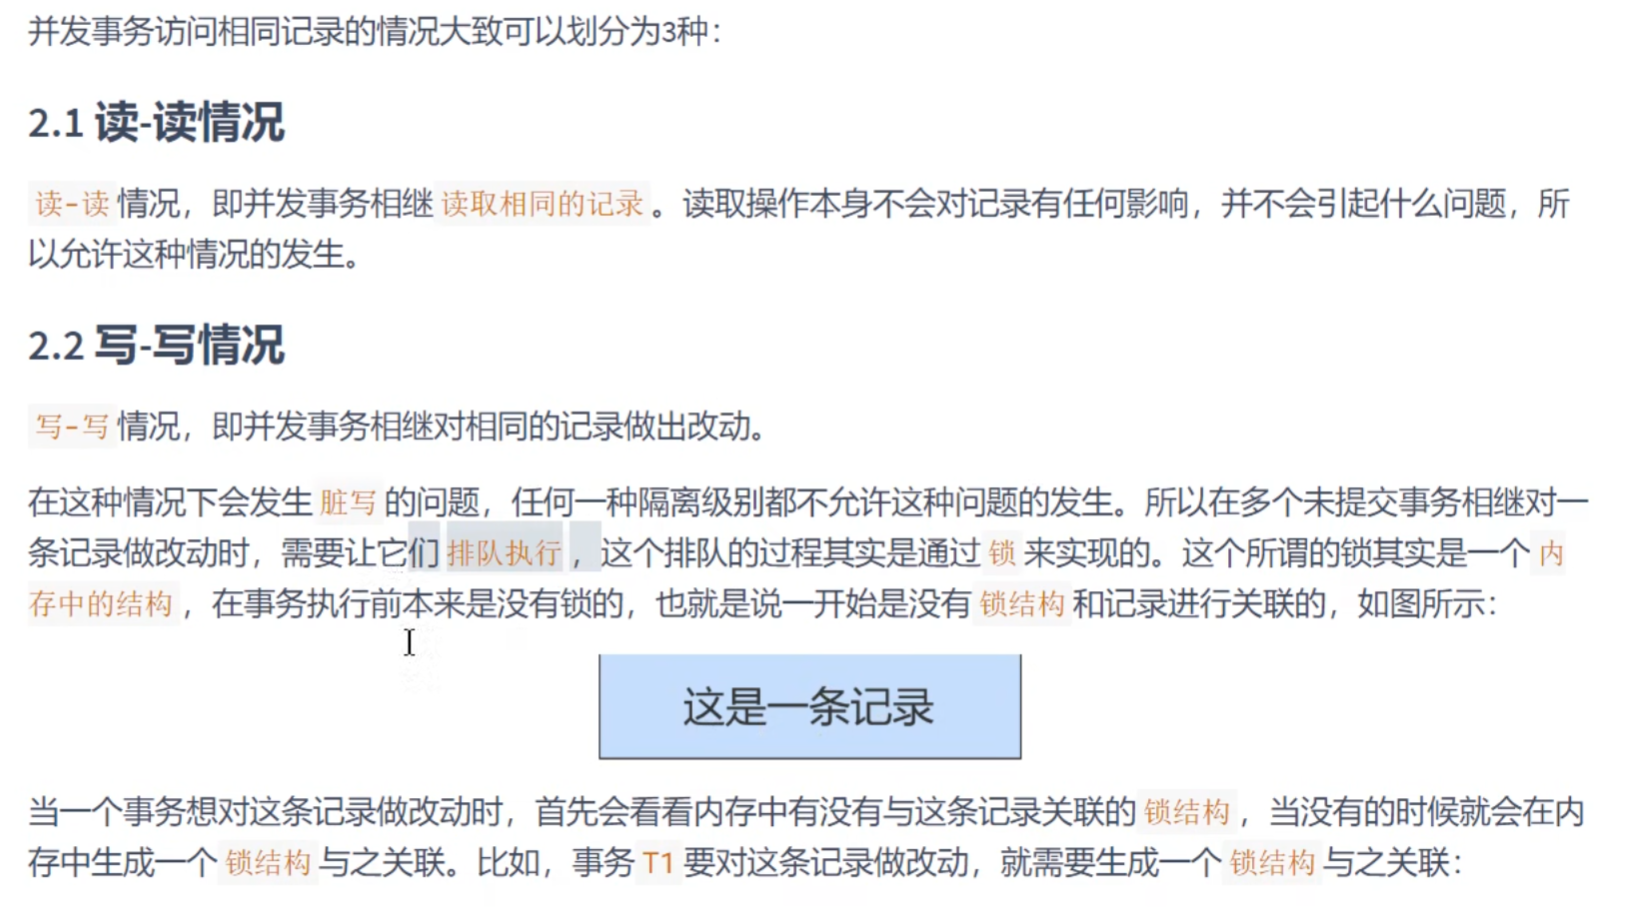 并发事务访问相同记录的情况大致可以划分为3种：
2.1 读-读情况
读-读情况，即并发事务相继读取相同的记录。读取操作本身不会对记录有任何影响，并不会引起什么问题，所
以允许这种情况的发生。
2.2 写-写情况
写-写情况，即并发事务相继对相同的记录做出改动。
在这种情况下会发生脏写的问题，任何一种隔离级别都不允许这种问题的发生。所以在多个未提交事务相继对一
条记录做改动时，需要让它们排队执行，这个排队的过程其实是通过锁来实现的。这个所谓的锁其实是一个内
存中的结构，在事务执行前本来是没有锁的，也就是说一开始是没有锁结构和记录进行关联的，如图所示：
这是一条记录
当一个事务想对这条记录做改动时，首先会看看内存中有没有与这条记录关联的锁结构，当没有的时候就会在内
存中生成一个锁结构与之关联。比如，事务T1要对这条记录做改动，就需要生成一个锁结构与之关联：